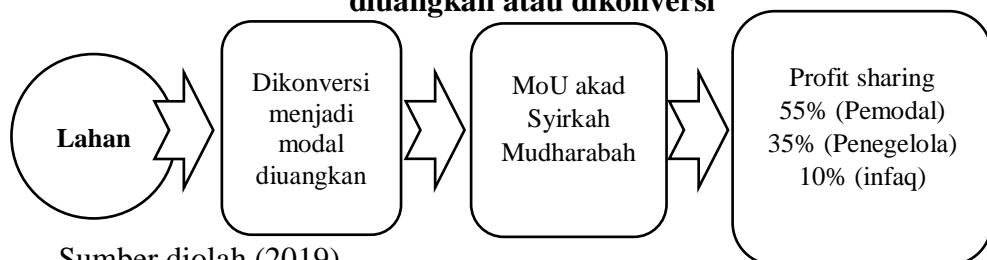 diuangkan atau dikonversi
Lahan
Dikonversi
menjadi
modal
diuangkan
MoU akad
Syirkah
Mudharabah
Profit sharing
55% (Pemodal)
35% (Penegelola)
10% (infaq)
Sumber diolah (2019)